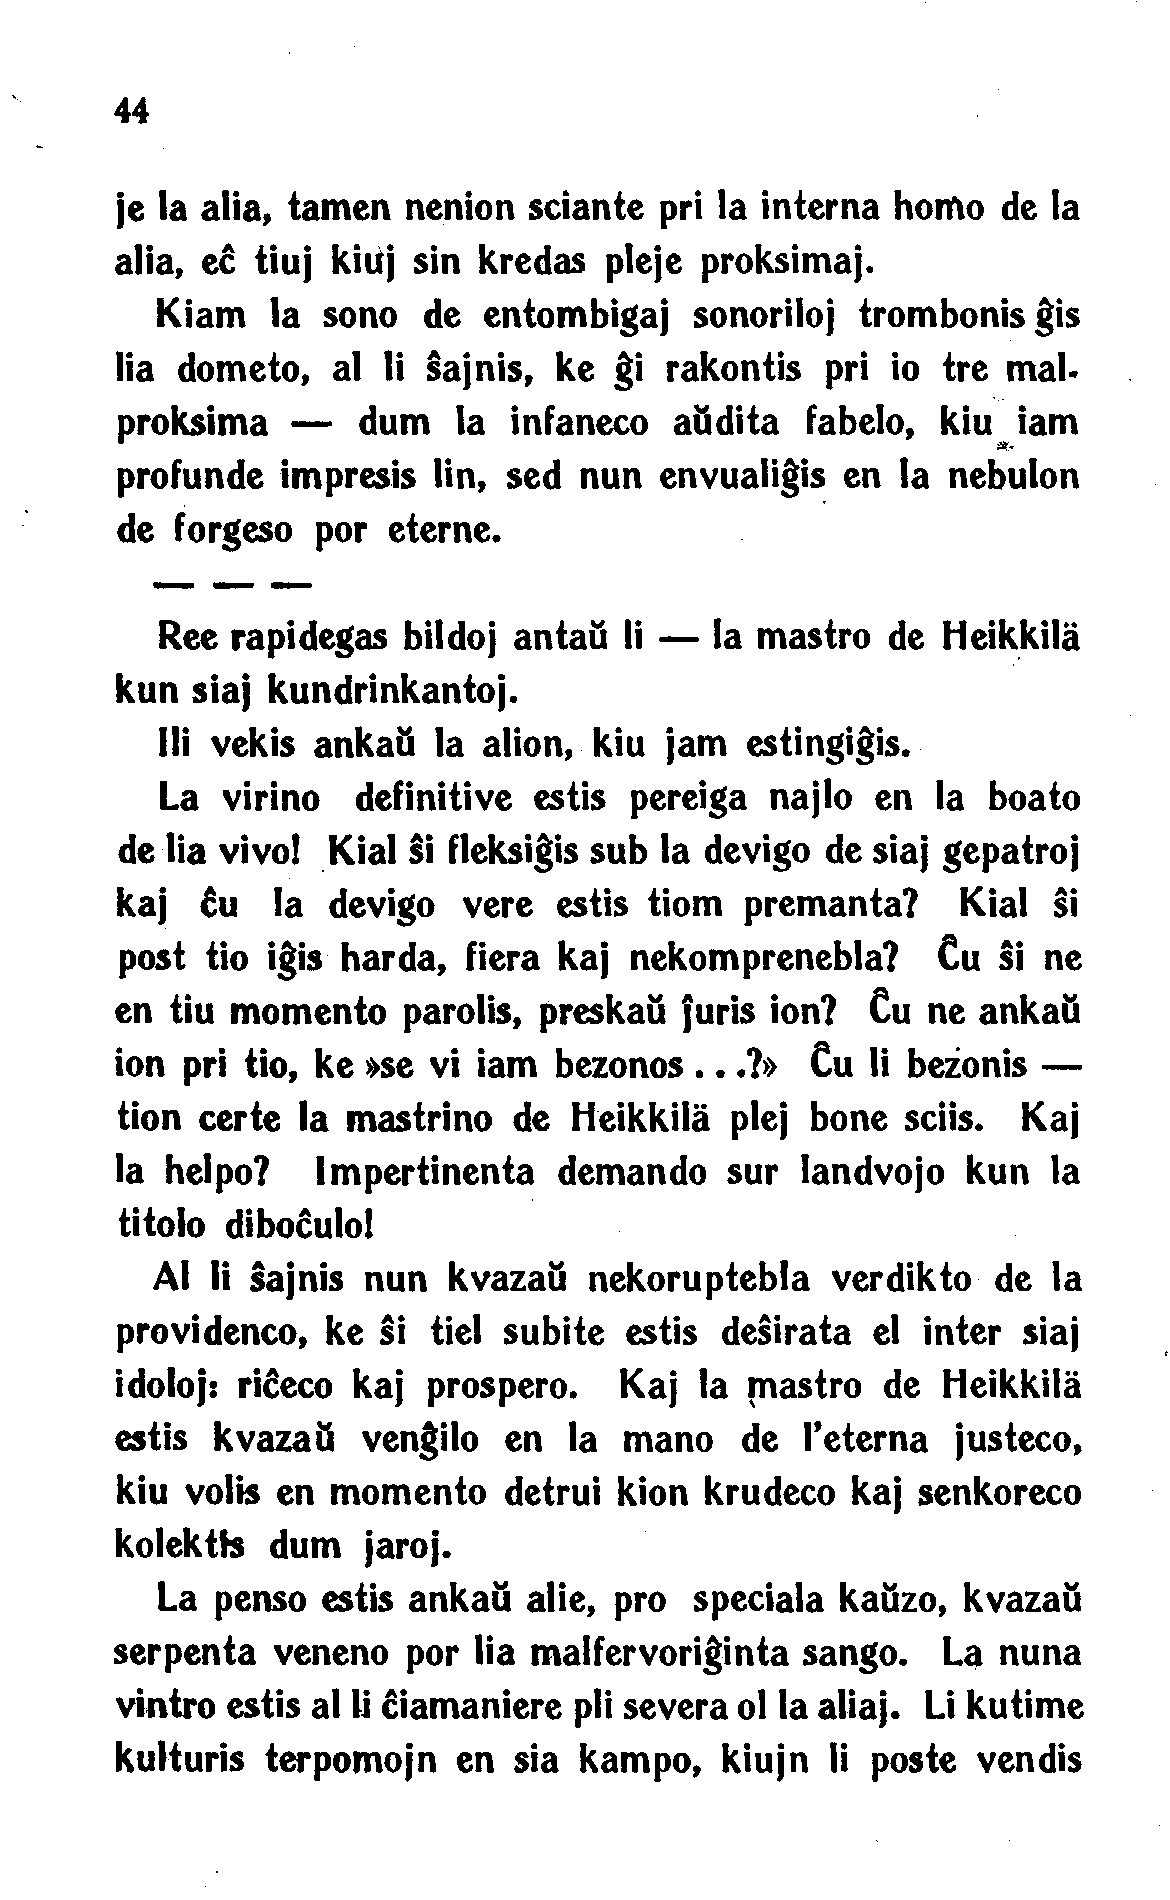 44
je la alia, tamen nenion sciante pri la interna homo de la
alia, eĉ tiuj kiuj sin kredas pleje proksimaj.
Kiam la sono de entombigaj sonoriloj trombonis ĝis
lia dometo, al li ŝajnis, ke ĝi rakontis pri io tre mal-
proksima — dum la infaneco aŭdita fabelo, kiu iam
profunde impresis lin, sed nun envualiĝis en la nebulon
de forgeso por eterne.
— — —
Ree rapidegas bildoj antaŭ li — la mastro de Heikkilä
kun siaj kundrinkantoj.
Ili vekis ankaŭ la alion, kiu jam estingiĝis.
La virino definitive estis pereiga najlo en la boato
de lia vivo! Kial ŝi fleksiĝis sub la devigo de siaj gepatroj
kaj ĉu la devigo vere estis tiom premanta? Kial ŝi
post tio iĝis harda, fiera kaj nekomprenebla? Ĉu ŝi ne
en tiu momento parolis, preskaŭ ĵuris ion? Ĉu ne ankaŭ
ion pri tio, ke »se vi iam bezonos . . .?» Ĉu li bezonis —
tion certe la mastrino de Heikkilä plej bone sciis. Kaj
la helpo? Impertinenta demando sur landvojo kun la
titolo diboĉulo!
Al li ŝajnis nun kvazaŭ nekoruptebla verdikto de la
providenco, ke ŝi tiel subite estis deŝirata el inter siaj
idoloj: riĉeco kaj prospero. Kaj la mastro de Heikkilä
estis kvazaŭ venĝilo en la mano de l'eterna justeco,
kiu volis en momento detrui kion krudeco kaj senkoreco
kolektis dum jaroj.
La penso estis ankaŭ alie, pro speciala kaŭzo, kvazaŭ
serpenta veneno por lia malfervoriĝinta sango. La nuna
vintro estis al li ĉiamaniere pli severa ol la aliaj. Li kutime
kulturis terpomojn en sia kampo, kiujn li poste vendis